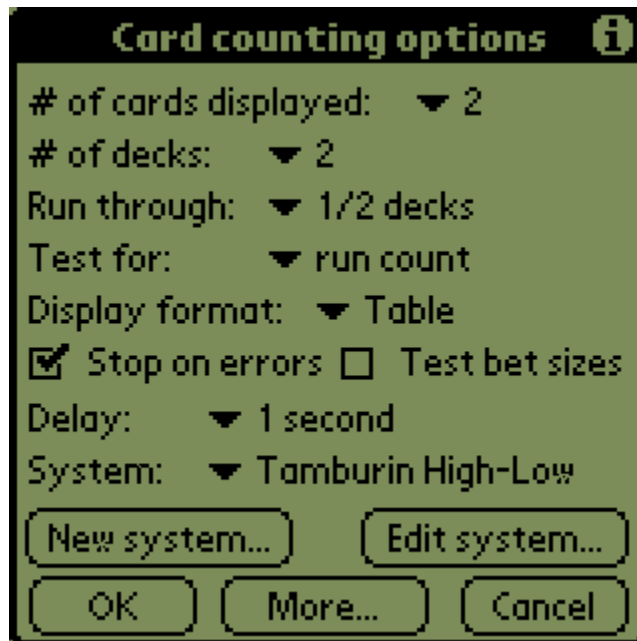 Card counting options
# of cards displayed: 2
# of decks: 2
Run through: 1/2 decks
Test for: run count
Display format: Table
Stop on errors Test bet sizes
Delay: 1 second
System: Tamburin High-Low
New system... Edit system...
OK More... Cancel